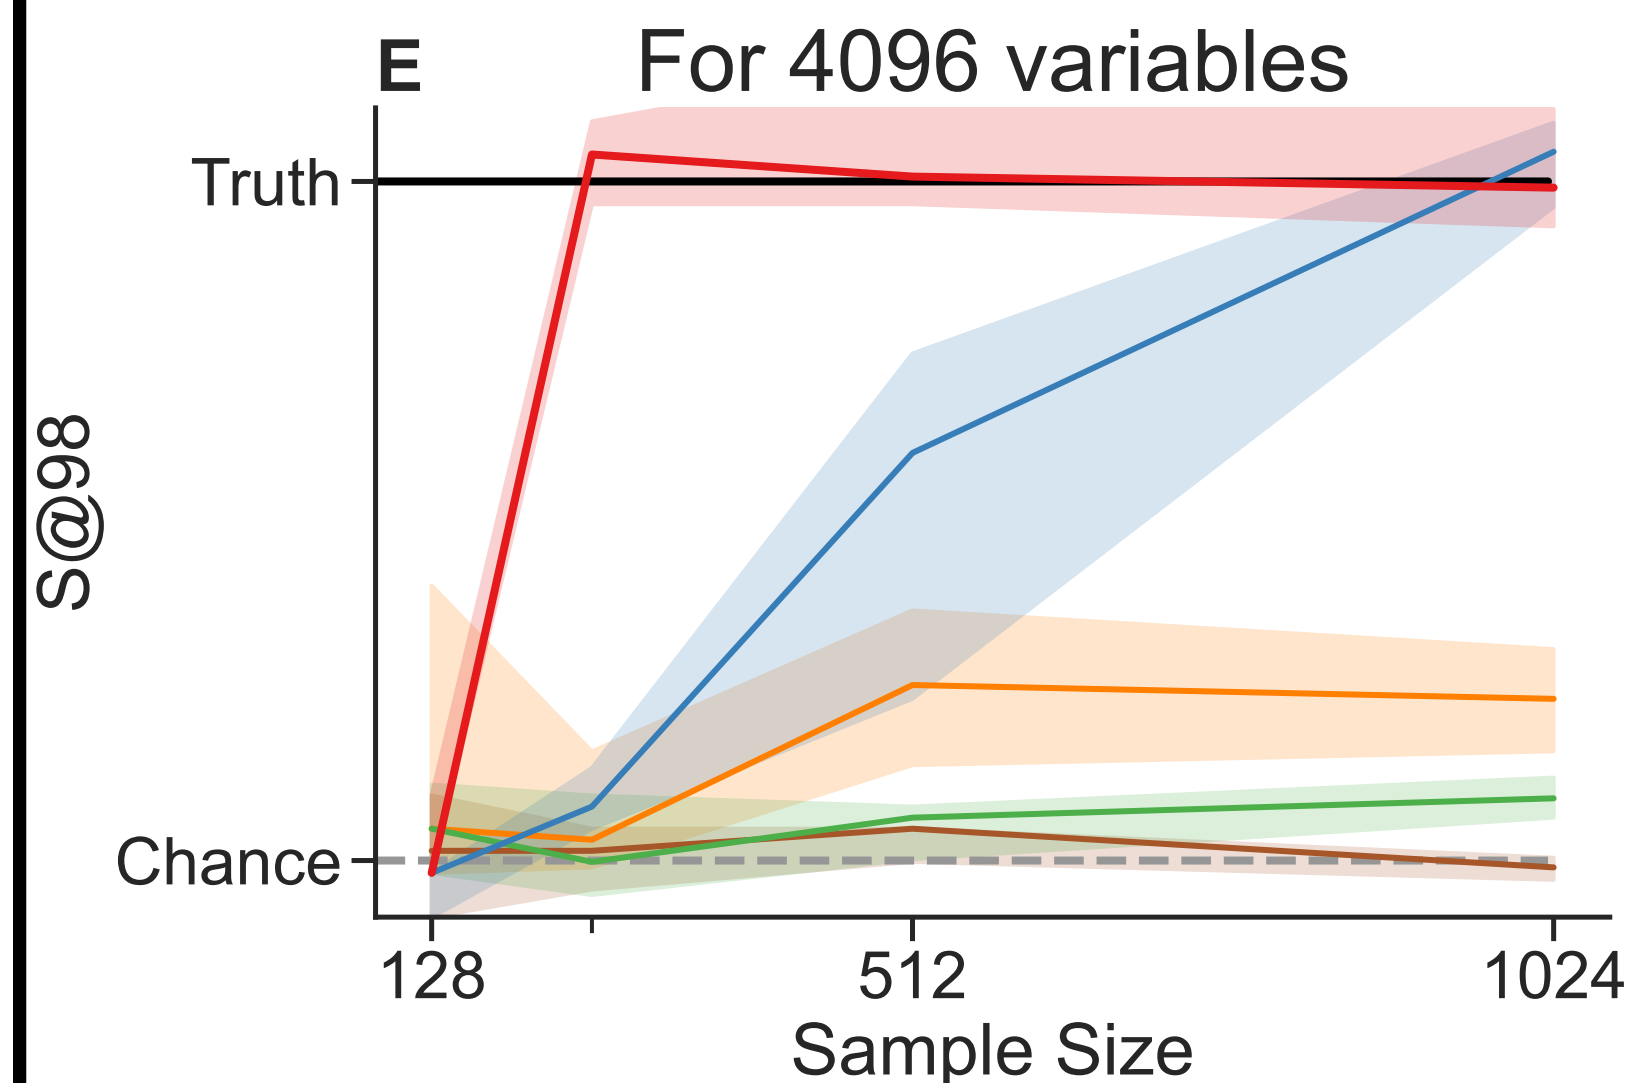 E
For 4096 variables
Truth
S@98
Chance
128
512
1024
Sample Size